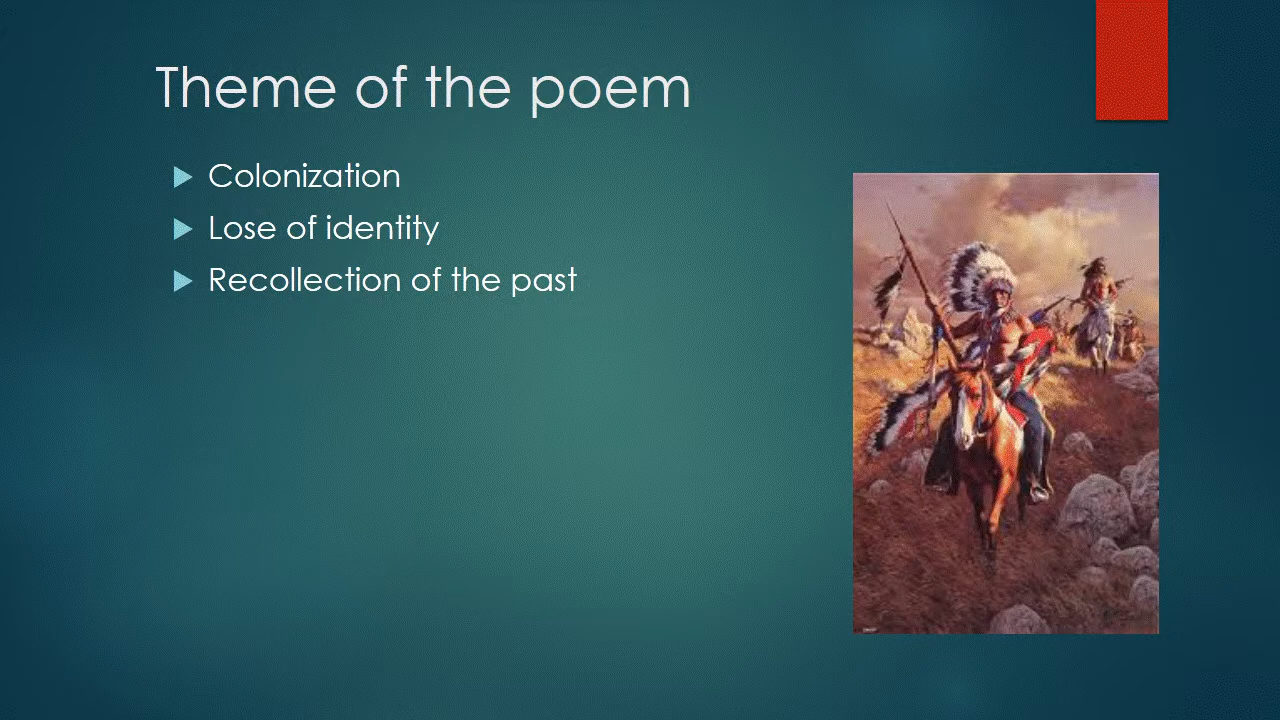 Theme of the poem
Colonization
Lose of identity
Recollection of the past